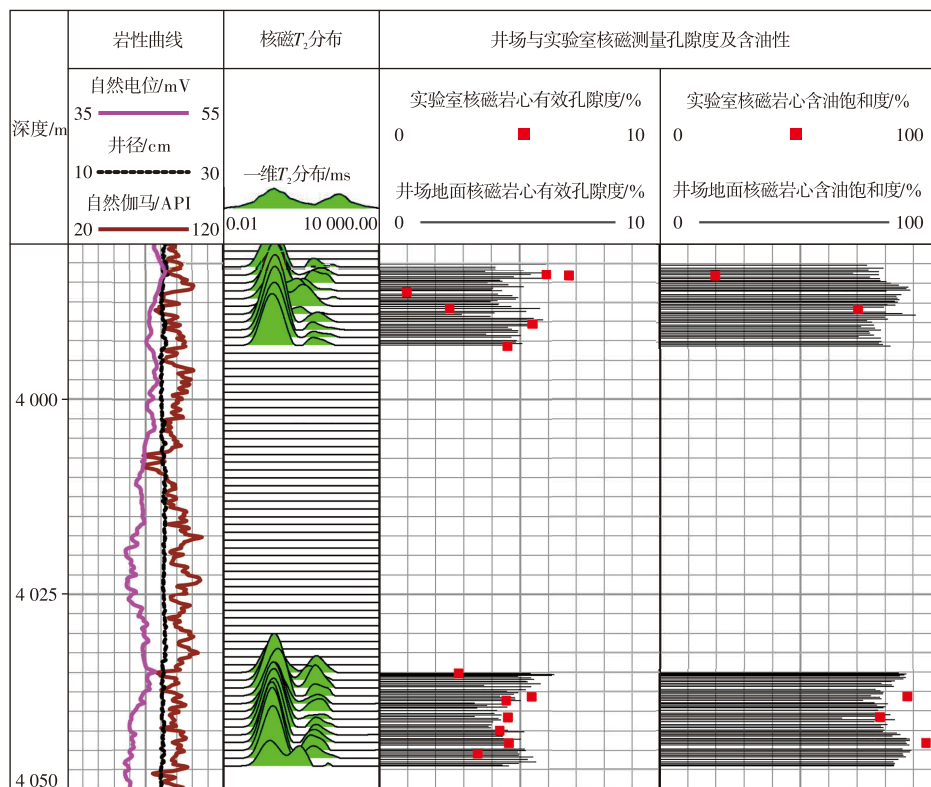 岩性曲线
核磁T₂分布
井场与实验室核磁测量孔隙度及含油性
深度/m
自然电位/mV
35 55
井径/cm
10 30
自然伽马/API
20 120
一维T₂分布/ms
0.01 10 000.00
实验室核磁岩心有效孔隙度/%
0 10
井场地面核磁岩心有效孔隙度/%
0 10
实验室核磁岩心含油饱和度/%
0 100
井场地面核磁岩心含油饱和度/%
0 100
4 000
4 025
4 050